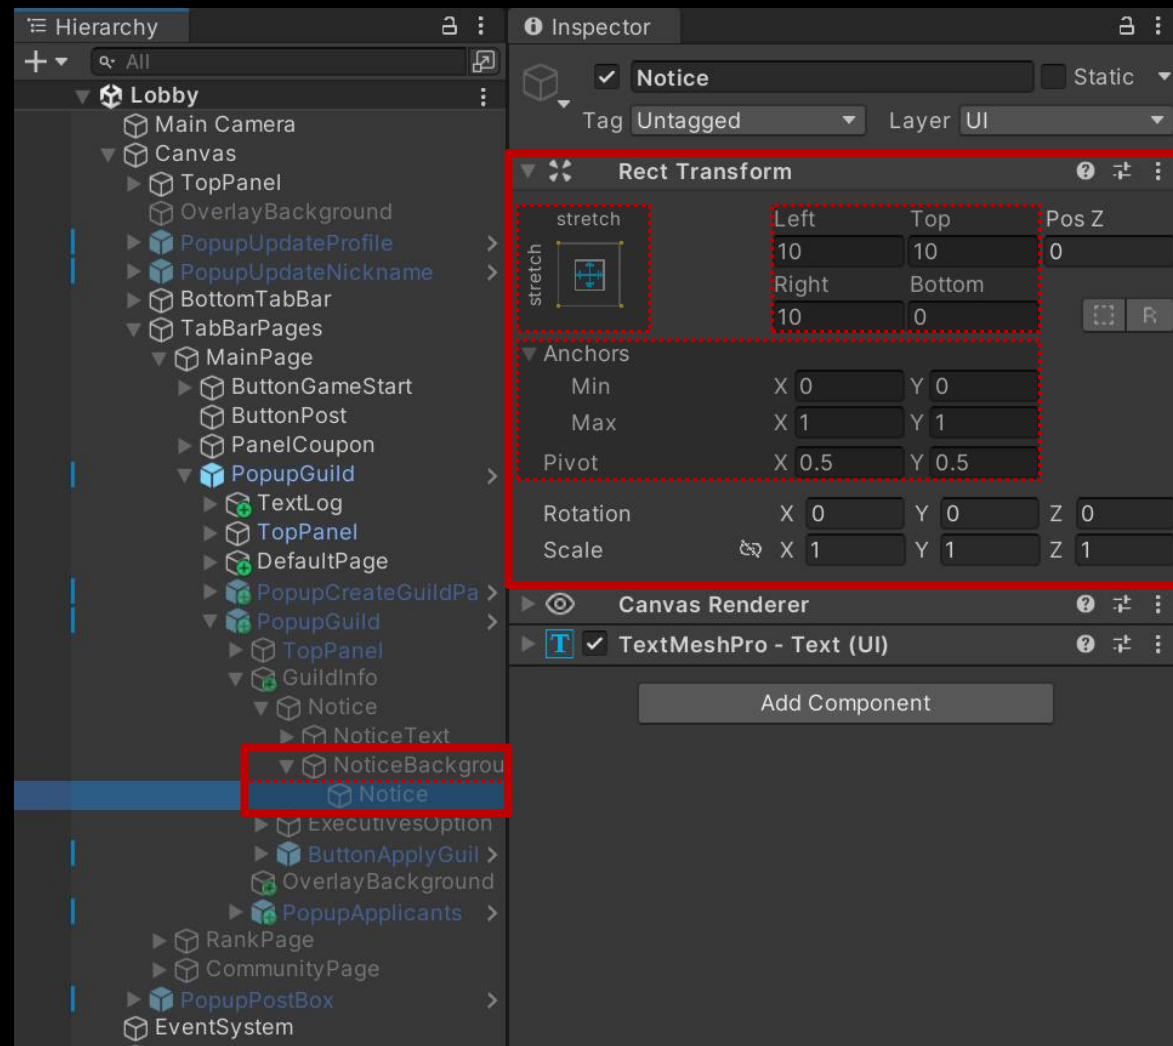 Hierarchy
All
Lobby
Main Camera
Canvas
TopPanel
OverlayBackground
PopupUpdateProfile
PopupUpdateNickname
BottomTabBar
TabBarPages
MainPage
ButtonGameStart
ButtonPost
PanelCoupon
PopupGuild
TextLog
TopPanel
DefaultPage
PopupCreateGuildPa
PopupGuild
TopPanel
GuildInfo
Notice
NoticeText
NoticeBackgrou
Notice
ExecutivesOption
ButtonApplyGuil
OverlayBackground
PopupApplicants
RankPage
CommunityPage
PopupPostBox
EventSystem
Inspector
Notice Static
Tag Untagged Layer UI
Rect Transform
stretch Left Top Pos Z
stretch 10 10 0
Right Bottom
10 0 R
Anchors
Min X 0 Y 0
Max X 1 Y 1
Pivot X 0.5 Y 0.5
Rotation X 0 Y 0 Z 0
Scale X 1 Y 1 Z 1
Canvas Renderer
T TextMeshPro - Text (UI)
Add Component